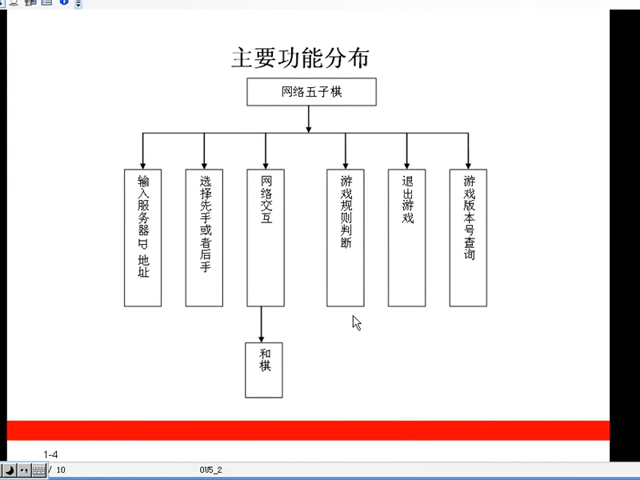 主要功能分布
网络五子棋
输入服务器IP地址
选择先手或者后手
网络交互
游戏规则判断
退出游戏
游戏版本号查询
和棋
1-4
/ 10
OV5_2